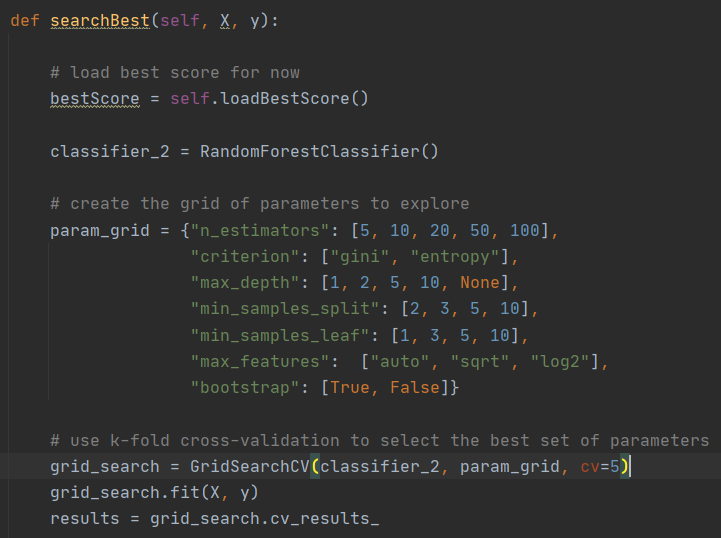 def searchBest(self, X, y):
# load best score for now
bestScore = self.loadBestScore()
classifier_2 = RandomForestClassifier()
# create the grid of parameters to explore
param_grid = {"n_estimators": [5, 10, 20, 50, 100],
"criterion": ["gini", "entropy"],
"max_depth": [1, 2, 5, 10, None],
"min_samples_split": [2, 3, 5, 10],
"min_samples_leaf": [1, 3, 5, 10],
"max_features":  ["auto", "sqrt", "log2"],
"bootstrap": [True, False]}
# use k-fold cross-validation to select the best set of parameters
grid_search = GridSearchCV(classifier_2, param_grid, cv=5)
grid_search.fit(X, y)
results = grid_search.cv_results_